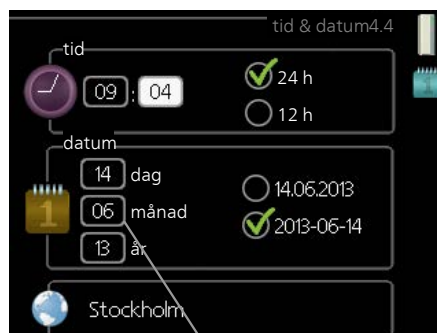 tid & datum4.4
tid
09 : 04
24 h
12 h
datum
14 dag
06 månad
13 år
14.06.2013
2013-06-14
1
Stockholm